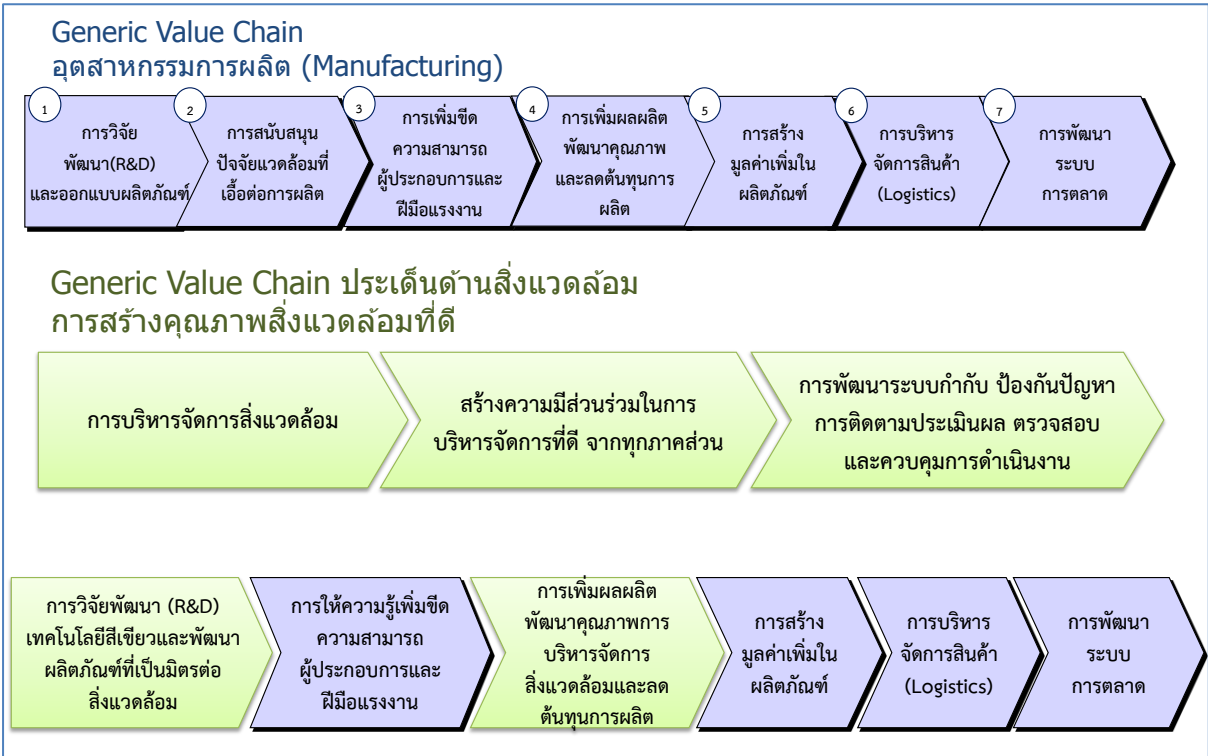 Generic Value Chain
อุตสาหกรรมการผลิต (Manufacturing)
1
การวิจัย
พัฒนา(R&D)
และออกแบบผลิตภัณฑ์
2
การสนับสนุน
ปัจจัยแวดล้อมที่
เอื้อต่อการผลิต
3
การเพิ่มขีด
ความสามารถ
ผู้ประกอบการและ
ฝีมือแรงงาน
4
การเพิ่มผลผลิต
พัฒนาคุณภาพ
และลดต้นทุนการ
ผลิต
5
การสร้าง
มูลค่าเพิ่มใน
ผลิตภัณฑ์
6
การบริหาร
จัดการสินค้า
(Logistics)
7
การพัฒนา
ระบบ
การตลาด
Generic Value Chain ประเด็นด้านสิ่งแวดล้อม
การสร้างคุณภาพสิ่งแวดล้อมที่ดี
การบริหารจัดการสิ่งแวดล้อม
สร้างความมีส่วนร่วมในการ
บริหารจัดการที่ดี จากทุกภาคส่วน
การพัฒนาระบบกำกับ ป้องกันปัญหา
การติดตามประเมินผล ตรวจสอบ
และควบคุมการดำเนินงาน
การวิจัยพัฒนา (R&D)
เทคโนโลยีสีเขียวและพัฒนา
ผลิตภัณฑ์ที่เป็นมิตรต่อ
สิ่งแวดล้อม
การให้ความรู้เพิ่มขีด
ความสามารถ
ผู้ประกอบการและ
ฝีมือแรงงาน
การเพิ่มผลผลิต
พัฒนาคุณภาพการ
บริหารจัดการ
สิ่งแวดล้อมและลด
ต้นทุนการผลิต
การสร้าง
มูลค่าเพิ่มใน
ผลิตภัณฑ์
การบริหาร
จัดการสินค้า
(Logistics)
การพัฒนา
ระบบ
การตลาด